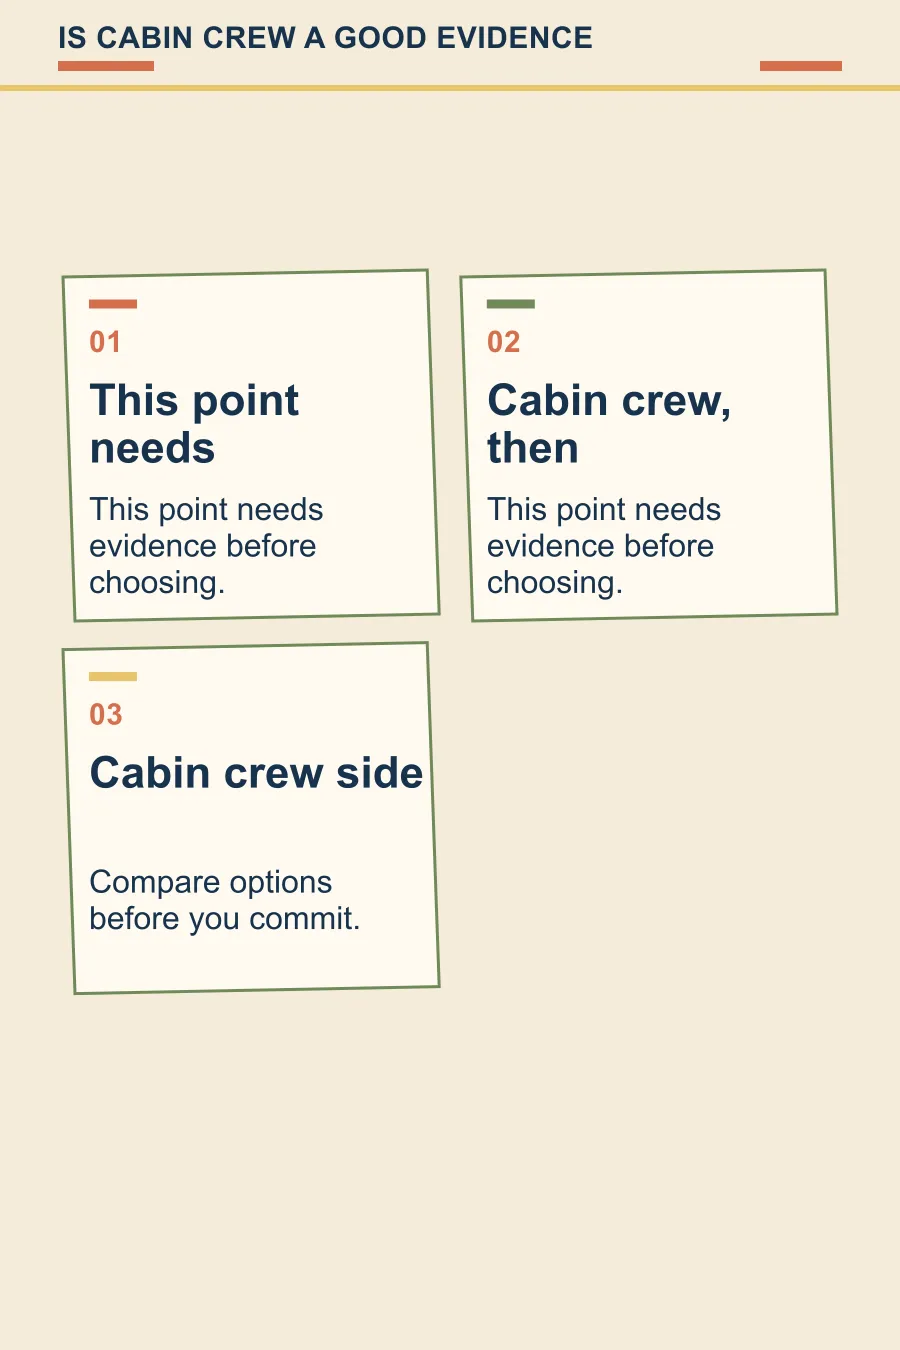 IS CABIN CREW A GOOD EVIDENCE
01
This point
needs
This point needs
evidence before
choosing.
02
Cabin crew,
then
This point needs
evidence before
choosing.
03
Cabin crew side
Compare options
before you commit.